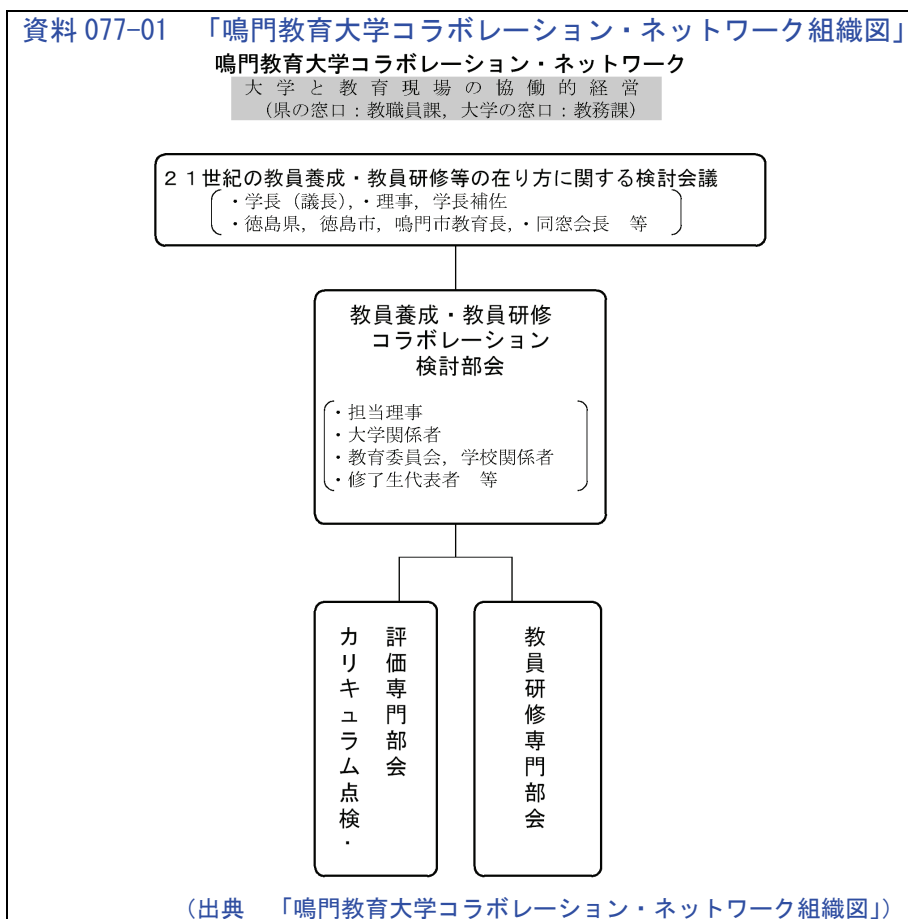 資料 077-01 「鳴門教育大学コラボレーション・ネットワーク組織図」
鳴門教育大学コラボレーション・ネットワーク
大学と教育現場の協働的経営
(県の窓口：教職員課，大学の窓口：教務課)
２１世紀の教員養成・教員研修等の在り方に関する検討会議
・学長（議長），・理事，学長補佐
・徳島県，徳島市，鳴門市教育長，・同窓会長　等
教員養成・教員研修
コラボレーション
検討部会
・担当理事
・大学関係者
・教育委員会，学校関係者
・修了生代表者　等
カリキュラム点検・
評価専門部会
教員研修専門部会
（出典　「鳴門教育大学コラボレーション・ネットワーク組織図」）